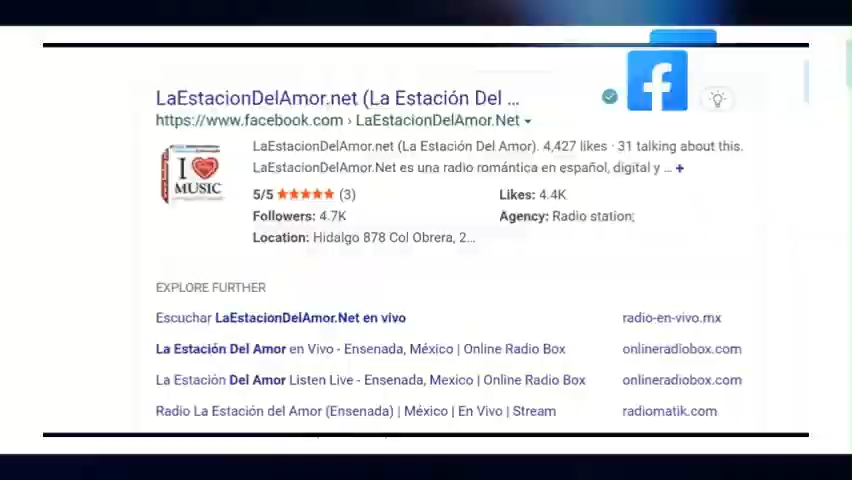 LaEstacionDelAmor.net (La Estación Del ...
https://www.facebook.com › LaEstacionDelAmor.Net
LaEstacionDelAmor.net (La Estación Del Amor). 4,427 likes · 31 talking about this.
LaEstacionDelAmor.Net es una radio romántica en español, digital y ... +
I
MUSIC
5/5 ★★★★★ (3)
Likes: 4.4K
Followers: 4.7K
Agency: Radio station;
Location: Hidalgo 878 Col Obrera, 2...
EXPLORE FURTHER
Escuchar LaEstacionDelAmor.Net en vivo radio-en-vivo.mx
La Estación Del Amor en Vivo - Ensenada, México | Online Radio Box onlineradiobox.com
La Estación Del Amor Listen Live - Ensenada, Mexico | Online Radio Box onlineradiobox.com
Radio La Estación del Amor (Ensenada) | México | En Vivo | Stream radiomatik.com